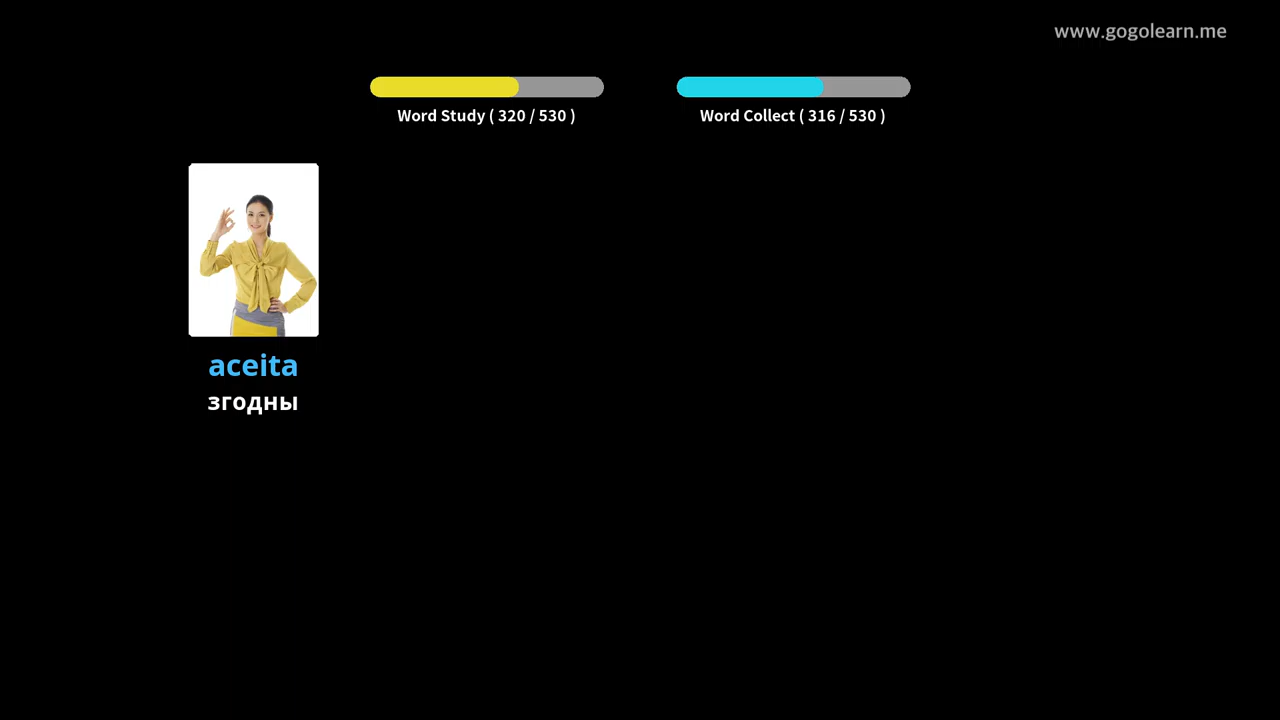 www.gogolearn.me
Word Study ( 320 / 530 )
Word Collect ( 316 / 530 )
aceita
згодны